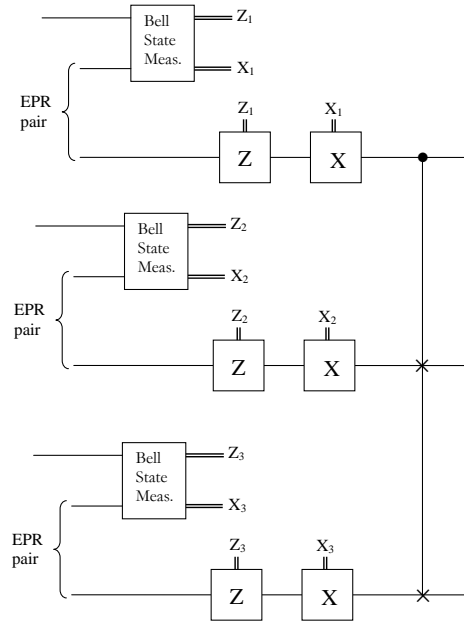 Bell
State
Meas.
Z1
X1
EPR
pair
Z1 X1
Z X
Bell
State
Meas.
Z2
X2
EPR
pair
Z2 X2
Z X
Bell
State
Meas.
Z3
X3
EPR
pair
Z3 X3
Z X